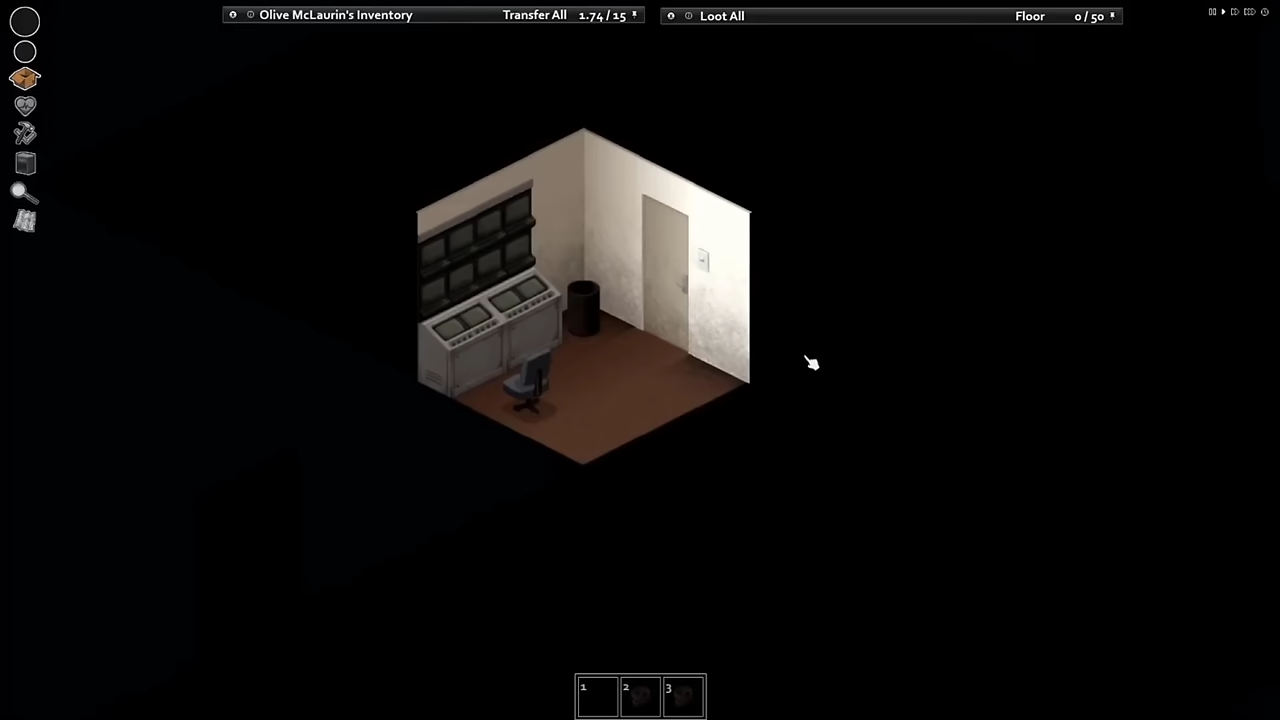 Olive McLaurin's Inventory Transfer All 1.74 / 15
Loot All Floor 0 / 50
1 2 3